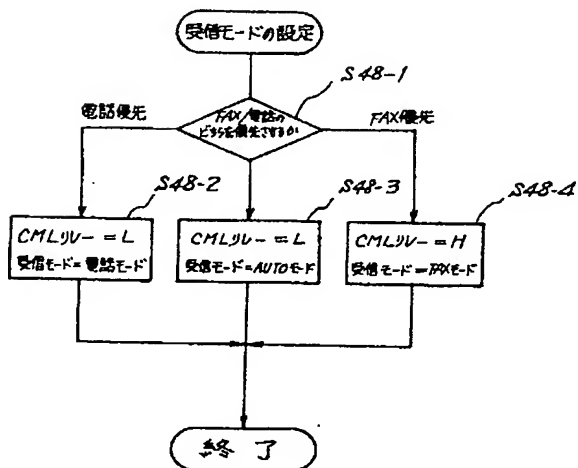 受信モードの設定
S48-1
電話優先
FAX/電話の
どちらを優先させるか
FAX優先
S48-2
S48-3
S48-4
CMLリレー=L
受信モード=電話モード
CMLリレー=L
受信モード=AUTOモード
CMLリレー=H
受信モード=FAXモード
終了